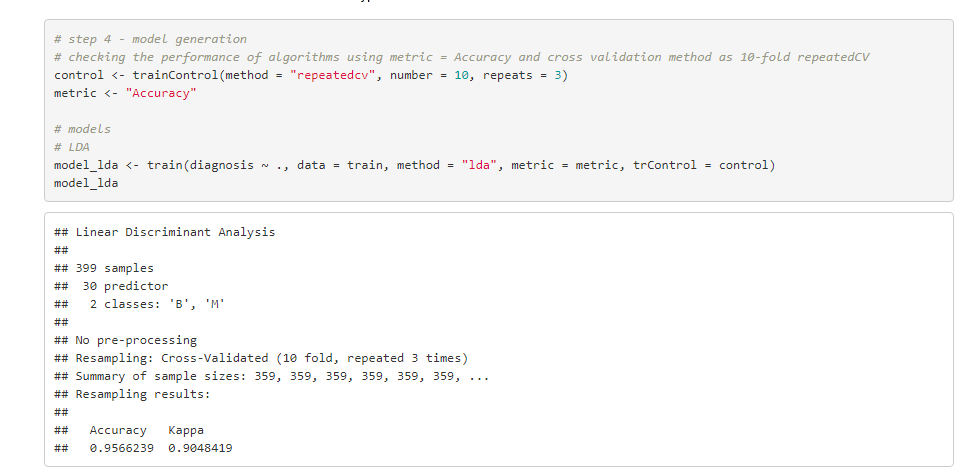 # step 4 - model generation
# checking the performance of algorithms using metric = Accuracy and cross validation method as 10-fold repeatedCV
control <- trainControl(method = "repeatedcv", number = 10, repeats = 3)
metric <- "Accuracy"
# models
# LDA
model_lda <- train(diagnosis ~ ., data = train, method = "lda", metric = metric, trControl = control)
model_lda
## Linear Discriminant Analysis
##
## 399 samples
##  30 predictor
##   2 classes: 'B', 'M'
##
## No pre-processing
## Resampling: Cross-Validated (10 fold, repeated 3 times)
## Summary of sample sizes: 359, 359, 359, 359, 359, 359, ...
## Resampling results:
##
##   Accuracy   Kappa
##   0.9566239  0.9048419